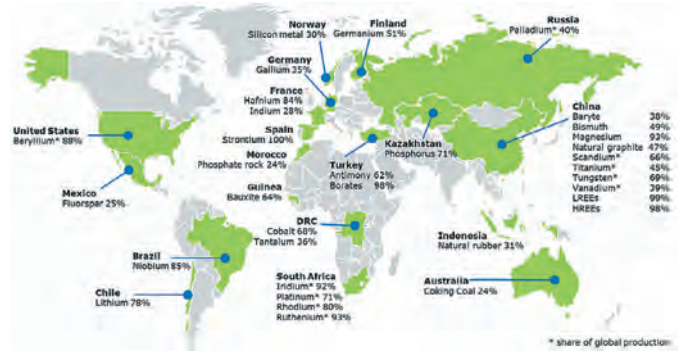 Norway
Silicon metal 30%
Finland
Germanium 51%
Russia
Palladium* 40%
Germany
Gallium 35%
France
Hafnium 84%
Indium 28%
Spain
Strontium 100%
United States
Beryllium* 88%
Mexico
Fluorspar 25%
Morocco
Phosphate rock 24%
Guinea
Bauxite 64%
Turkey
Antimony 62%
Borates 98%
Kazakhstan
Phosphorus 71%
China
Baryte 38%
Bismuth 49%
Magnesium 93%
Natural graphite 47%
Scandium* 66%
Titanium* 45%
Tungsten* 69%
Vanadium* 39%
LREEs 99%
HREEs 98%
DRC
Cobalt 68%
Tantalum 36%
Indonesia
Natural rubber 31%
Brazil
Niobium 85%
Chile
Lithium 78%
South Africa
Iridium* 92%
Platinum* 71%
Rhodium* 80%
Ruthenium* 93%
Australia
Coking Coal 24%
* share of global production